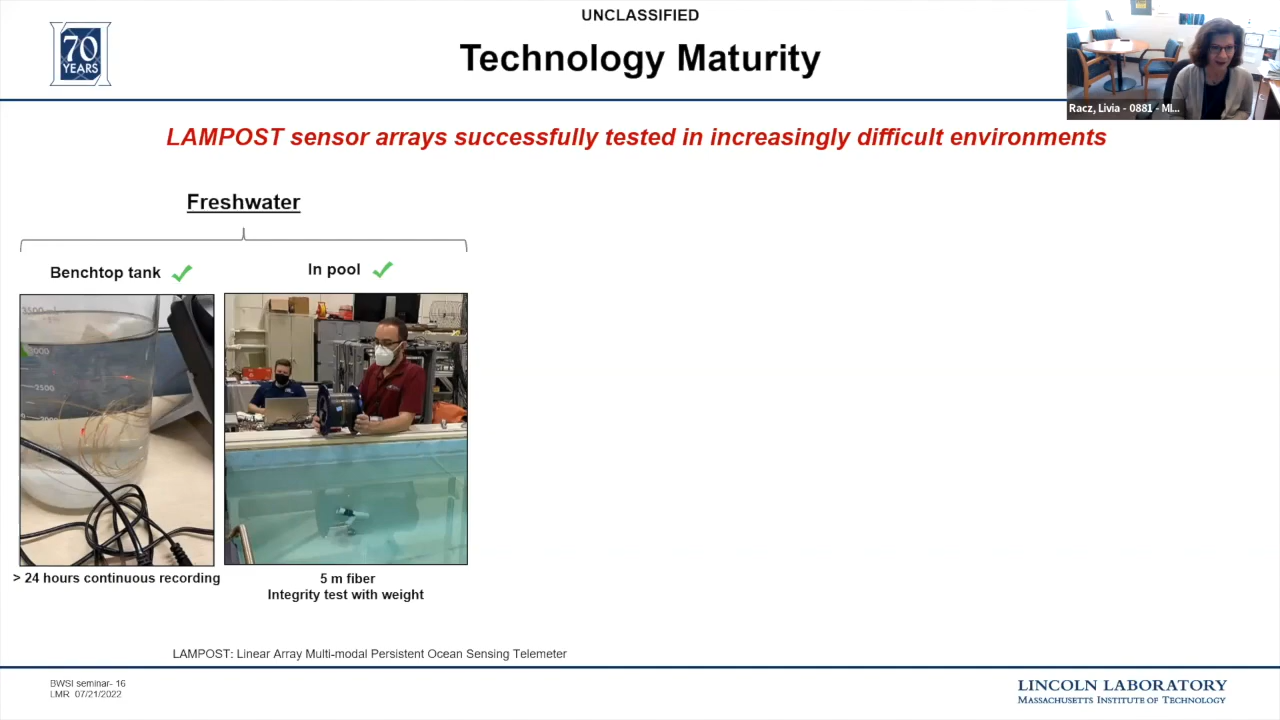 UNCLASSIFIED
70
YEARS
Technology Maturity
Racz, Livia - 0881 - MI...
LAMPOST sensor arrays successfully tested in increasingly difficult environments
Freshwater
Benchtop tank
In pool
> 24 hours continuous recording
5 m fiber
Integrity test with weight
LAMPOST: Linear Array Multi-modal Persistent Ocean Sensing Telemeter
BWSI seminar- 16
LMR 07/21/2022
LINCOLN LABORATORY
MASSACHUSETTS INSTITUTE OF TECHNOLOGY